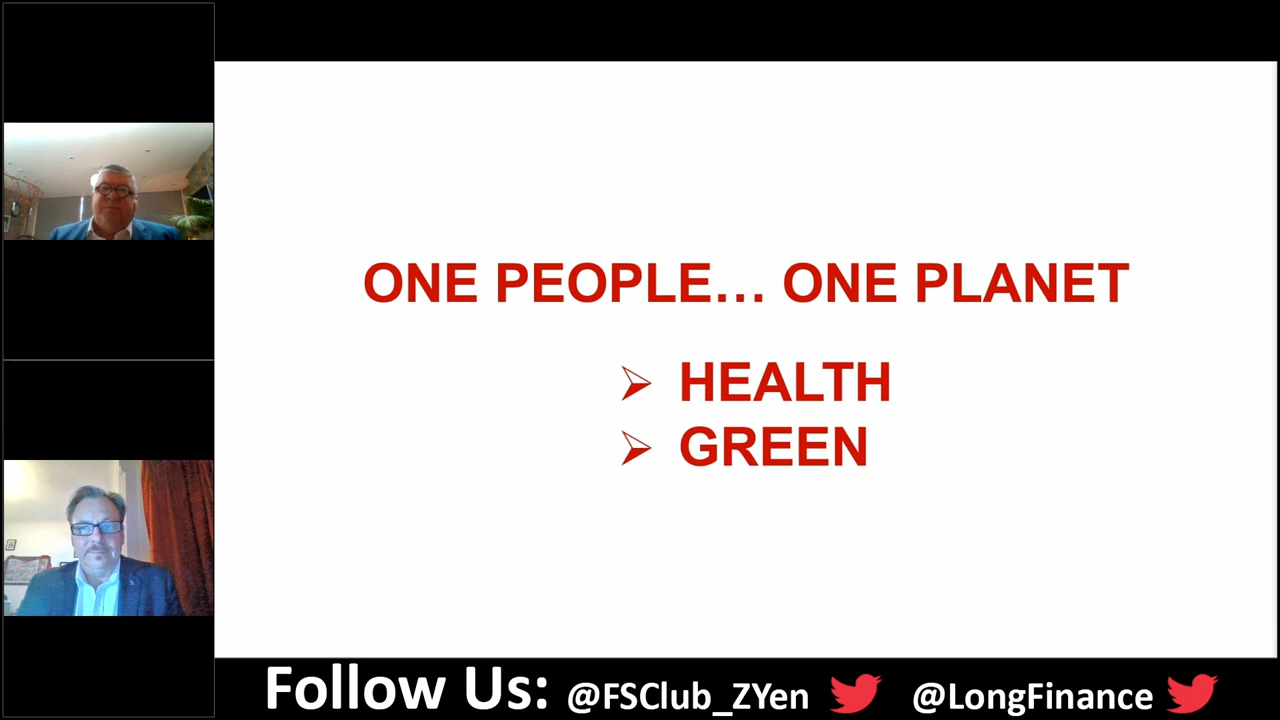 ONE PEOPLE… ONE PLANET
➢ HEALTH
➢ GREEN
Follow Us: @FSClub_ZYen @LongFinance